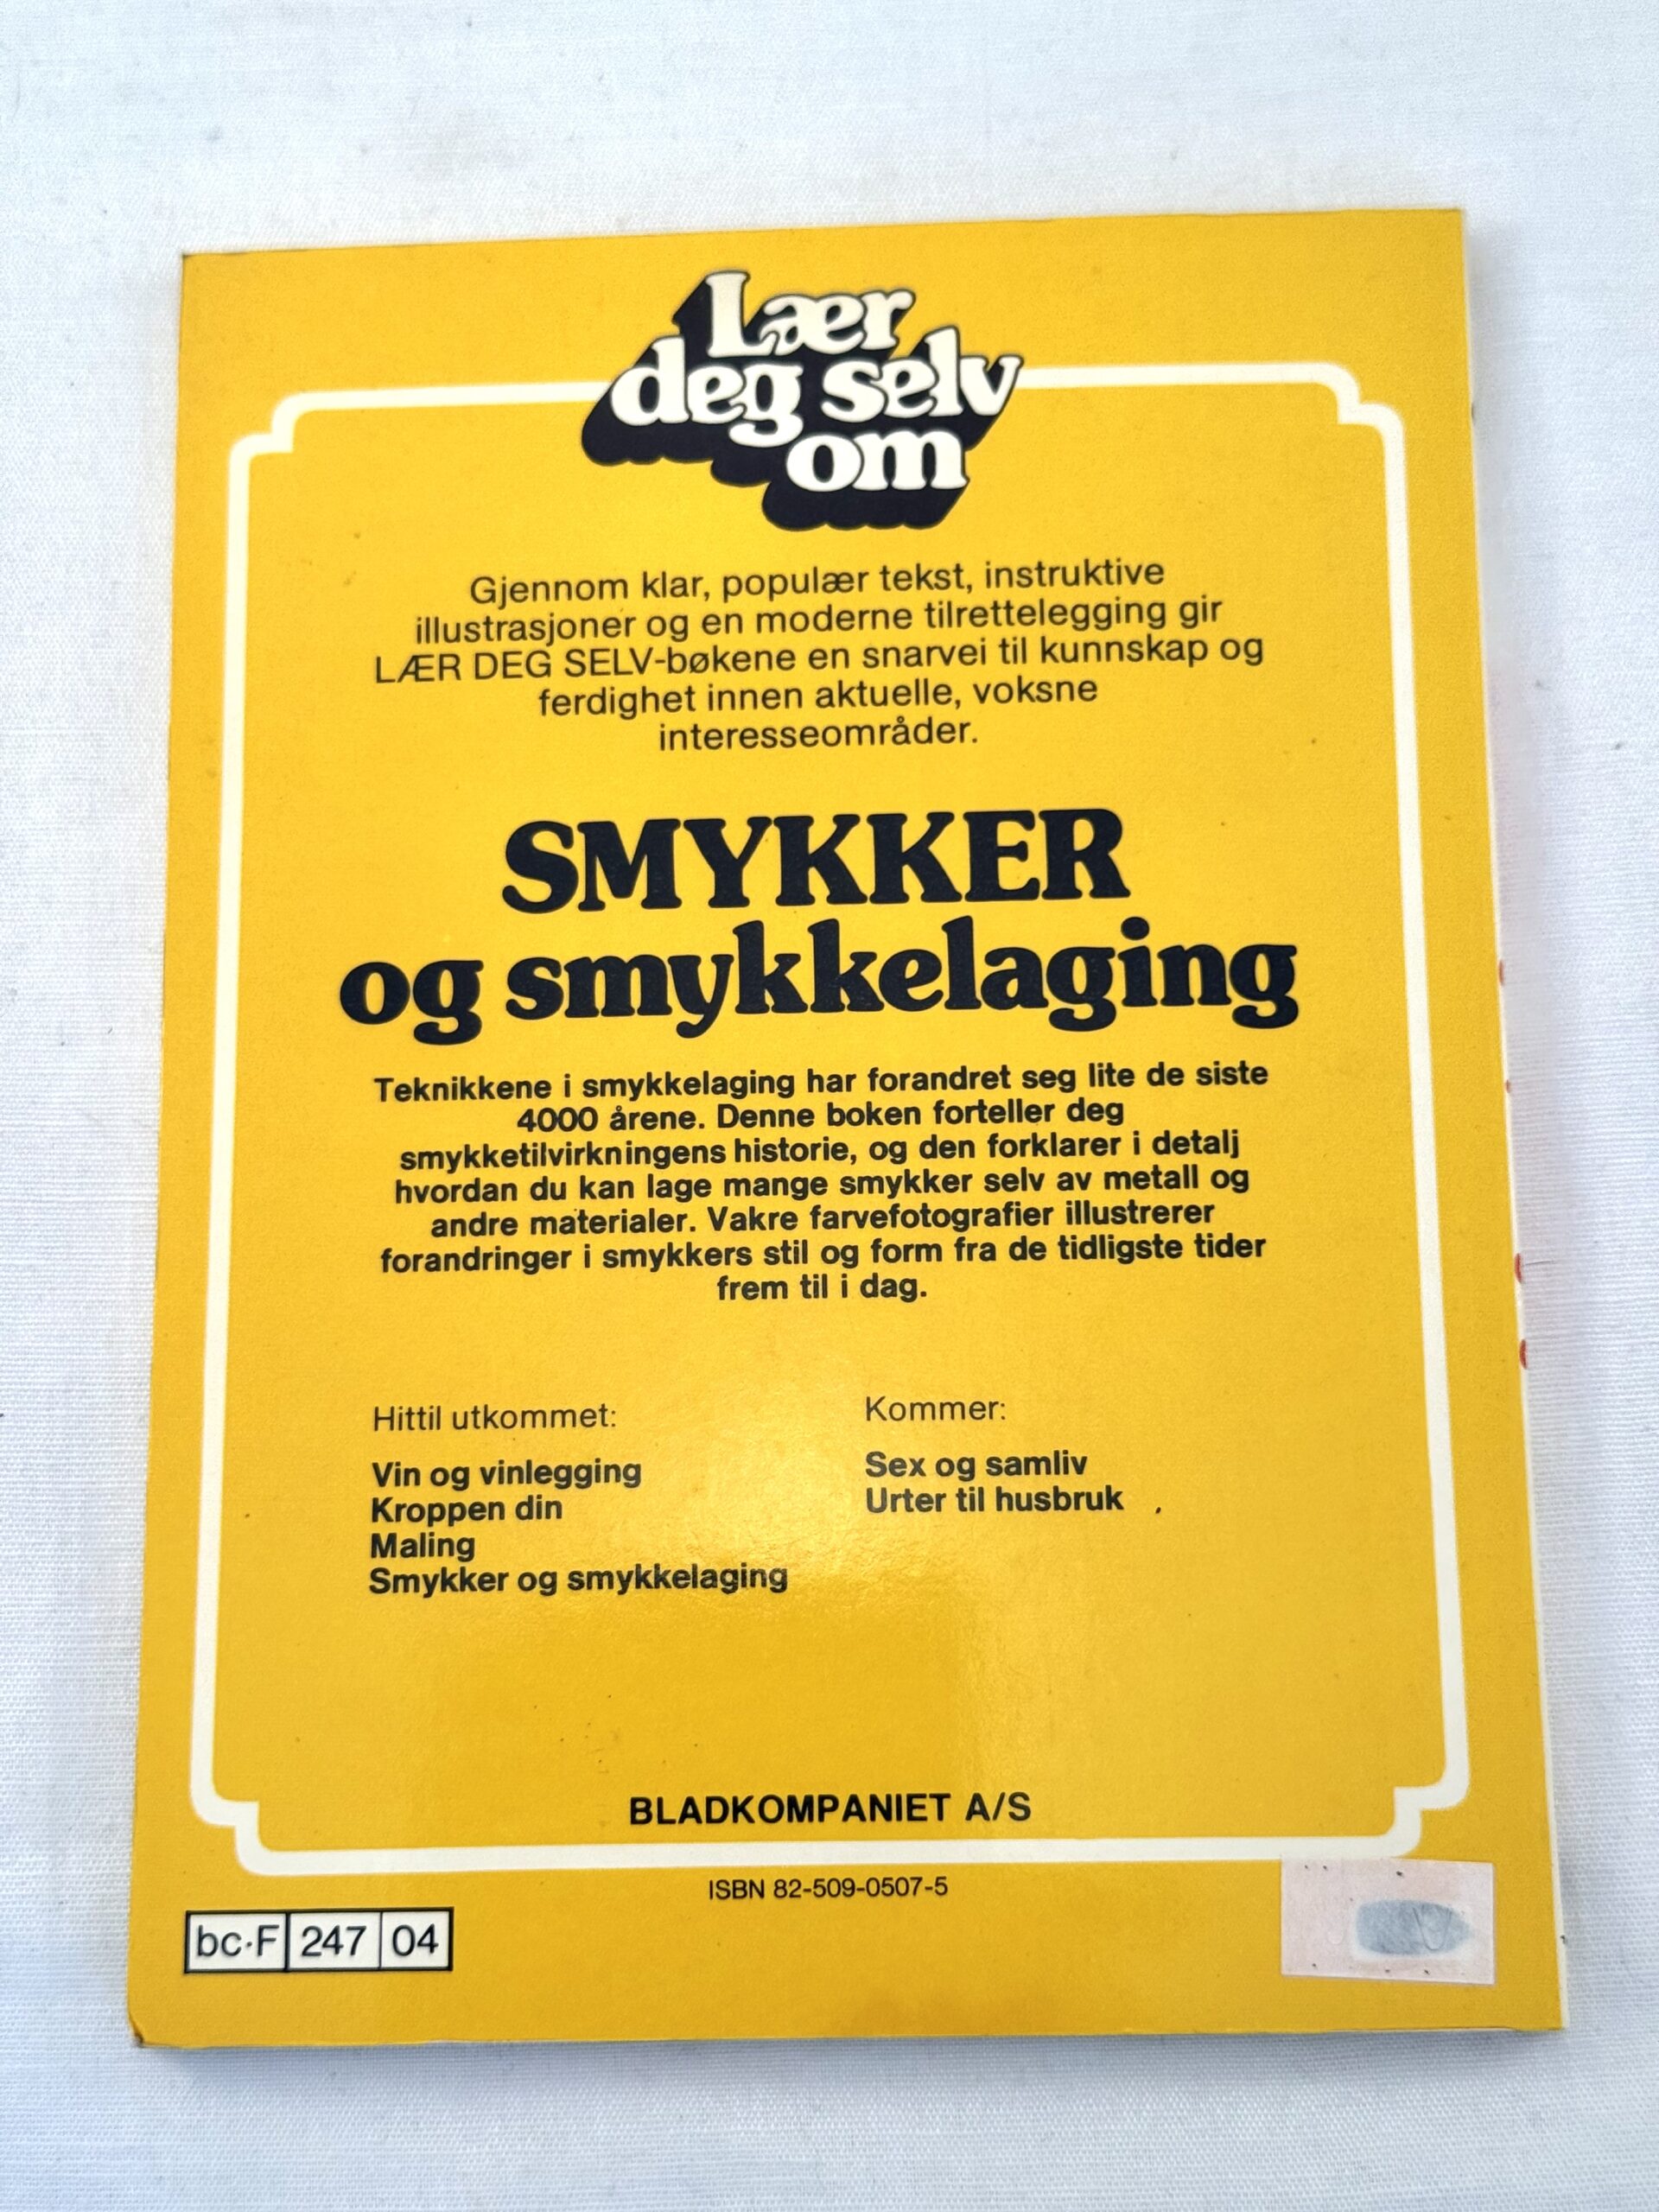 Lær
deg selv
om
Gjennom klar, populær tekst, instruktive
illustrasjoner og en moderne tilrettelegging gir
LÆR DEG SELV-bøkene en snarvei til kunnskap og
ferdighet innen aktuelle, voksne
interesseområder.
SMYKKER
og smykkelaging
Teknikkene i smykkelaging har forandret seg lite de siste
4000 årene. Denne boken forteller deg
smykketilvirkningens historie, og den forklarer i detalj
hvordan du kan lage mange smykker selv av metall og
andre materialer. Vakre farvefotografier illustrerer
forandringer i smykkers stil og form fra de tidligste tider
frem til i dag.
Hittil utkommet:
Vin og vinlegging
Kroppen din
Maling
Smykker og smykkelaging
Kommer:
Sex og samliv
Urter til husbruk
BLADKOMPANIET A/S
ISBN 82-509-0507-5
bc·F 247 04